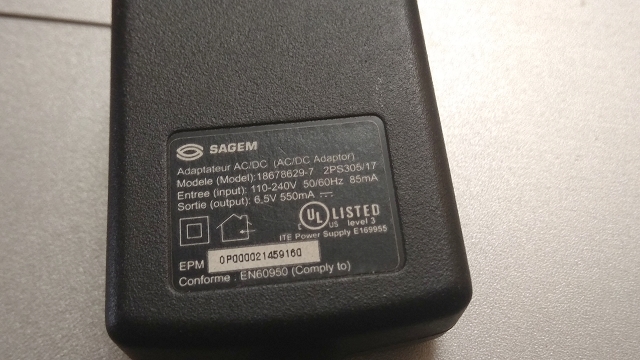 SAGEM
Adaptateur AC/DC (AC/DC Adaptor)
Modele (Model):18678629-7 2PS305/17
Entree (input): 110-240V 50/60Hz 85mA
Sortie (output): 6,5V 550mA
UL LISTED
C US level 3
ITE Power Supply E169955
EPM 0P000021459160
Conforme : EN60950 (Comply to)